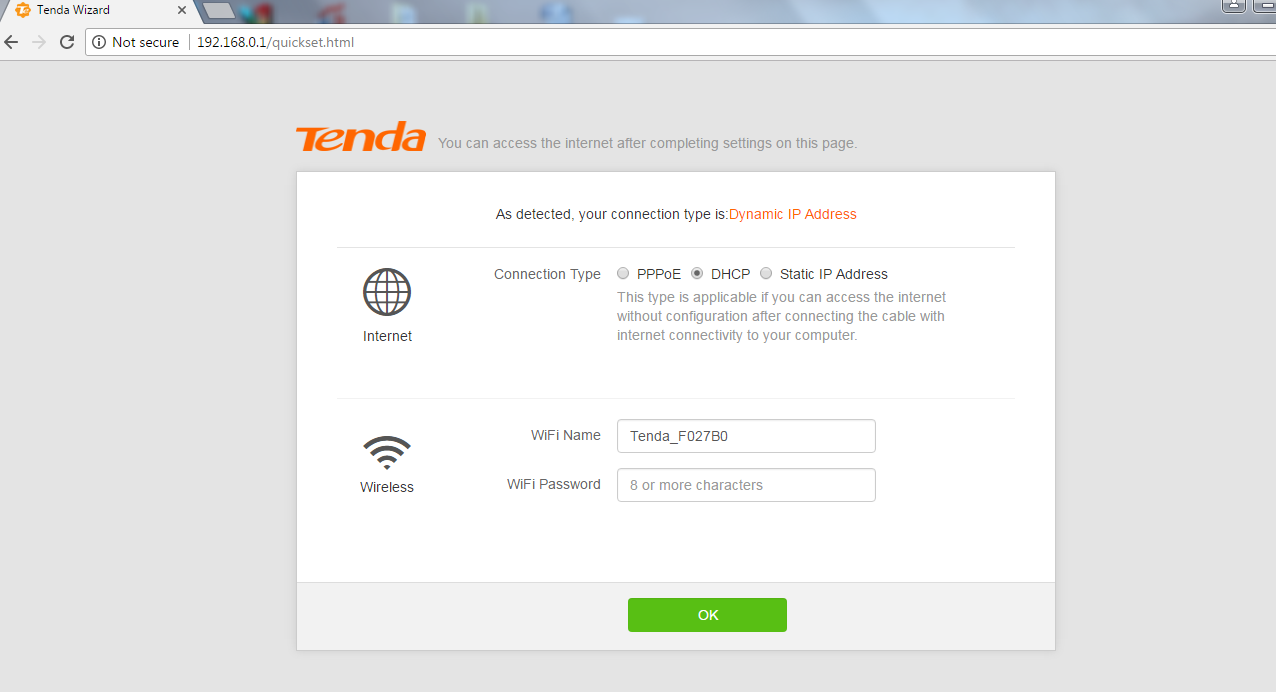 Tenda Wizard
Not secure 192.168.0.1/quickset.html
Tenda You can access the internet after completing settings on this page.
As detected, your connection type is:Dynamic IP Address
Internet
Connection Type PPPoE DHCP Static IP Address
This type is applicable if you can access the internet
without configuration after connecting the cable with
internet connectivity to your computer.
Wireless
WiFi Name Tenda_F027B0
WiFi Password 8 or more characters
OK